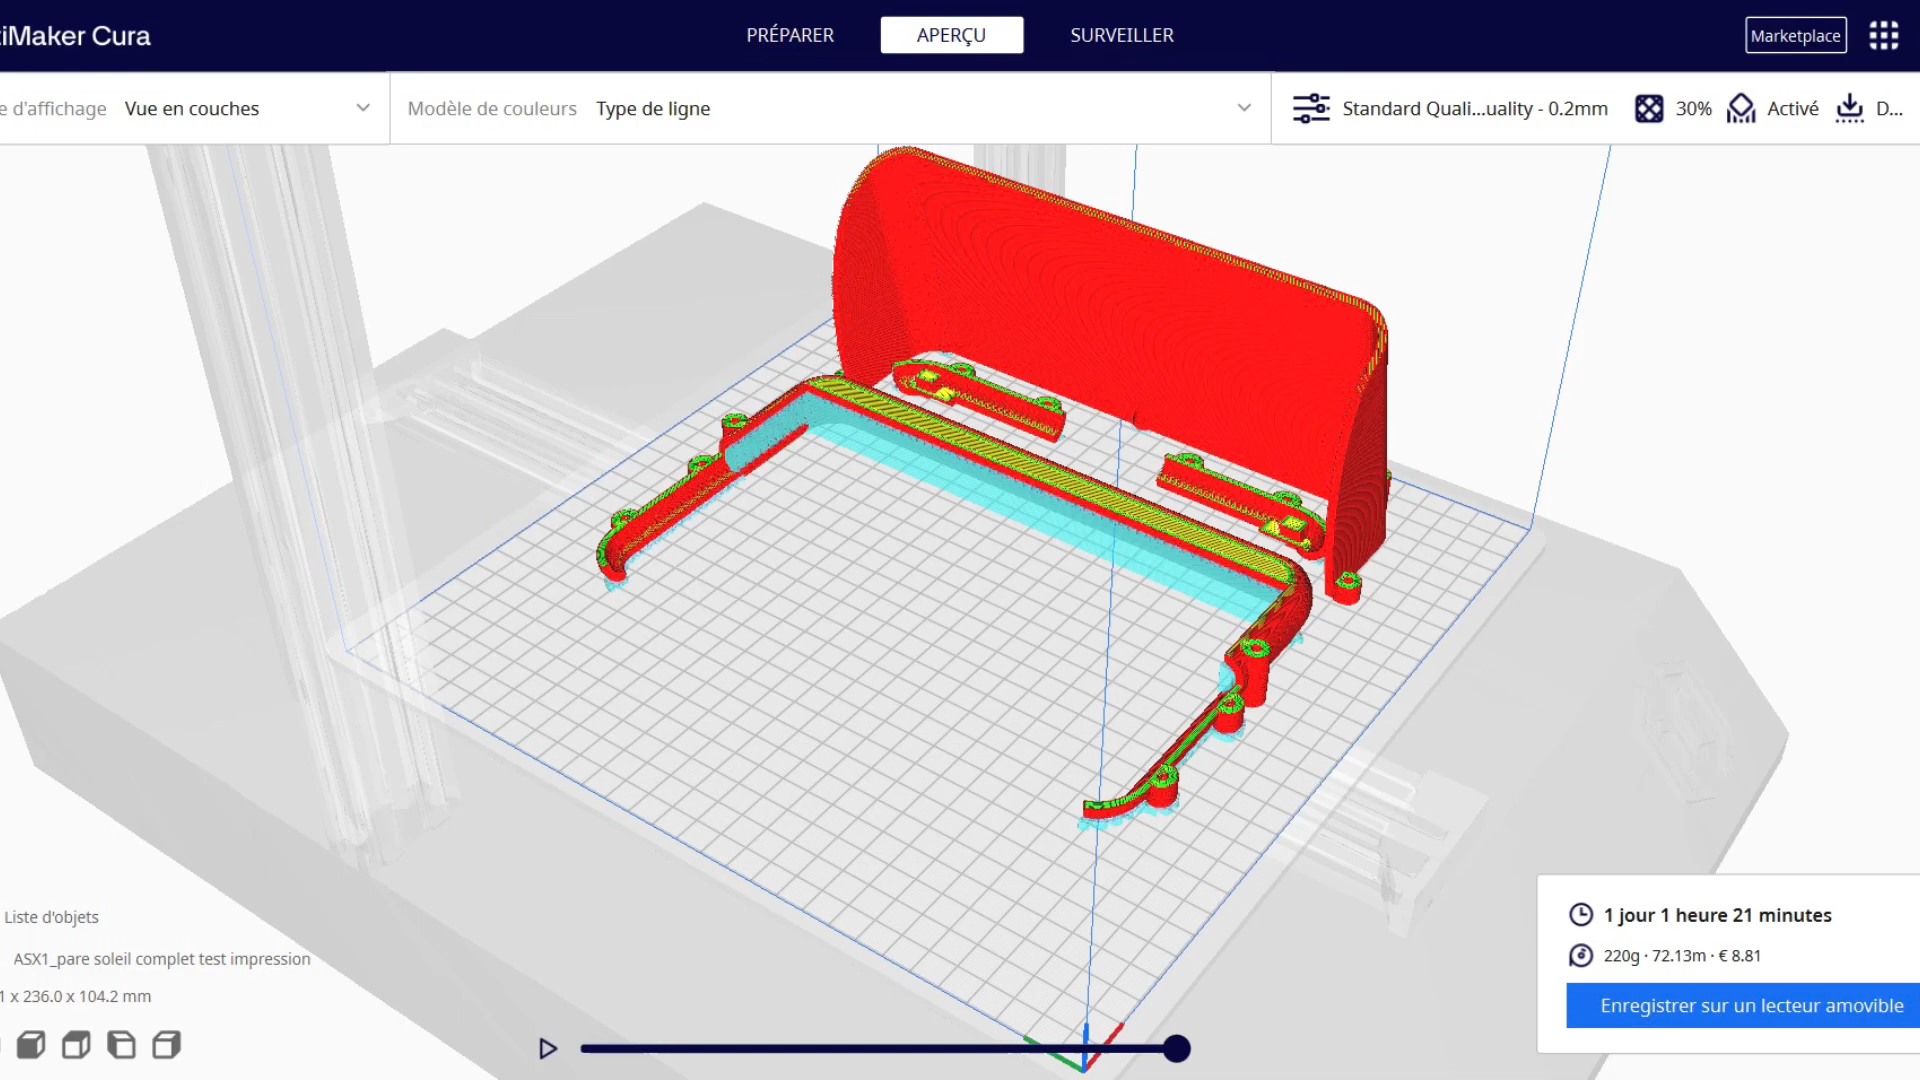 iMaker Cura
PRÉPARER
APERÇU
SURVEILLER
Marketplace
e d'affichage Vue en couches
Modèle de couleurs Type de ligne
Standard Quali...uality - 0.2mm
30%
Activé
D...
Liste d'objets
ASX1_pare soleil complet test impression
1 x 236.0 x 104.2 mm
1 jour 1 heure 21 minutes
220g · 72.13m · € 8.81
Enregistrer sur un lecteur amovible